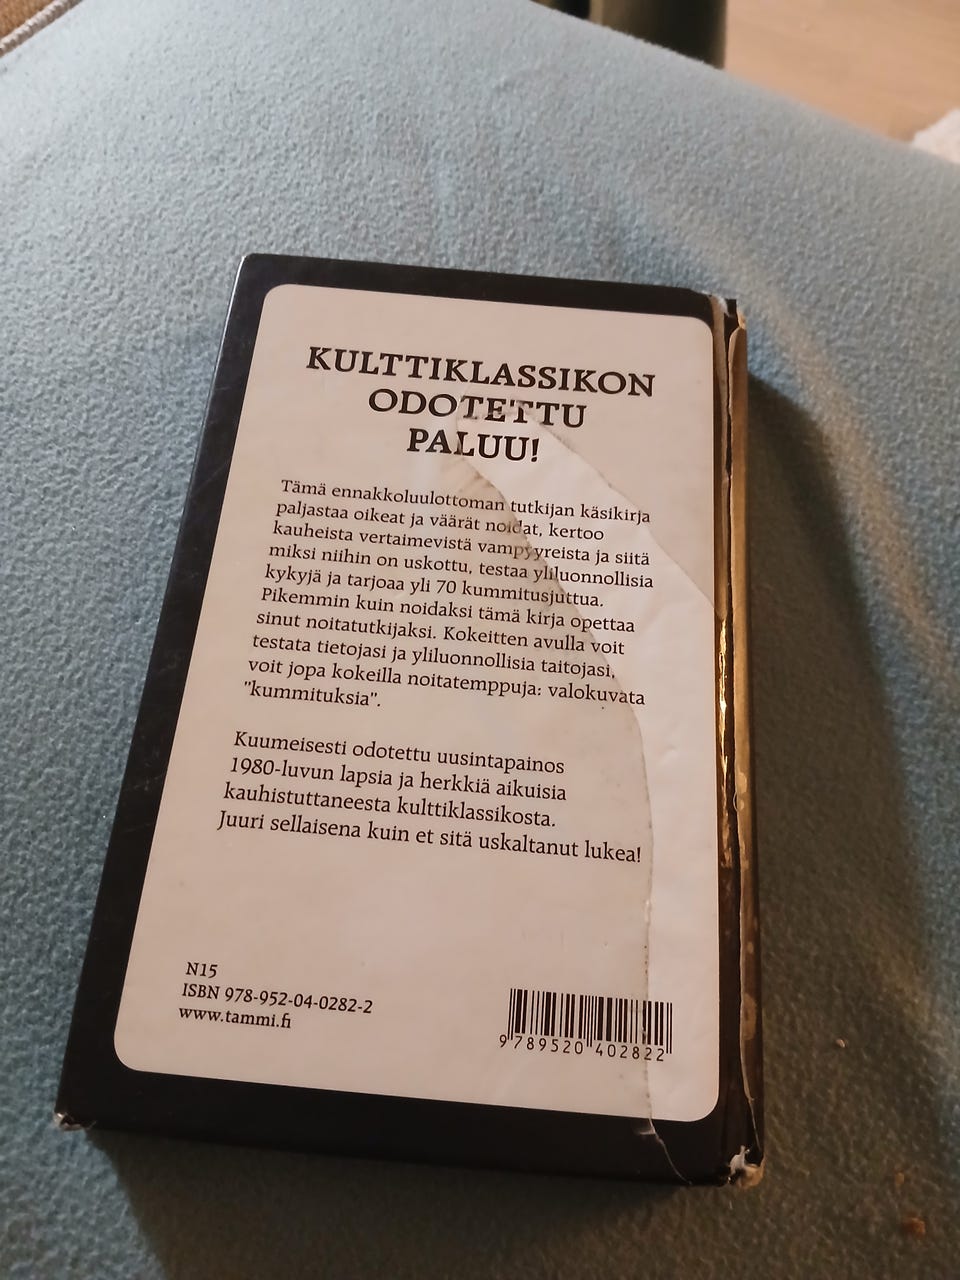 KULTTIKLASSIKON
ODOTETTU
PALUU!
Tämä ennakkoluulottoman tutkijan käsikirja
paljastaa oikeat ja väärät noidat, kertoo
kauheista vertaimevistä vampyyreista ja siitä
miksi niihin on uskottu, testaa yliluonnollisia
kykyjä ja tarjoaa yli 70 kummitusjuttua.
Pikemmin kuin noidaksi tämä kirja opettaa
sinut noitatutkijaksi. Kokeitten avulla voit
testata tietojasi ja yliluonnollisia taitojasi,
voit jopa kokeilla noitatemppuja: valokuvata
"kummituksia".
Kuumeisesti odotettu uusintapainos
1980-luvun lapsia ja herkkiä aikuisia
kauhistuttaneesta kulttiklassikosta.
Juuri sellaisena kuin et sitä uskaltanut lukea!
N15
ISBN 978-952-04-0282-2
www.tammi.fi
9 789520 402822